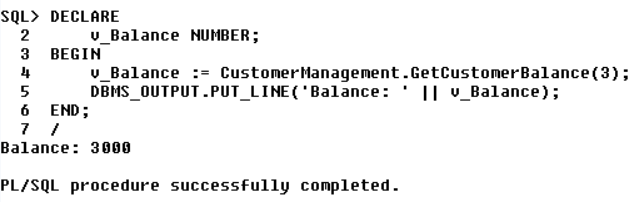 SQL> DECLARE
  2      v_Balance NUMBER;
  3  BEGIN
  4      v_Balance := CustomerManagement.GetCustomerBalance(3);
  5      DBMS_OUTPUT.PUT_LINE('Balance: ' || v_Balance);
  6  END;
  7  /
Balance: 3000

PL/SQL procedure successfully completed.